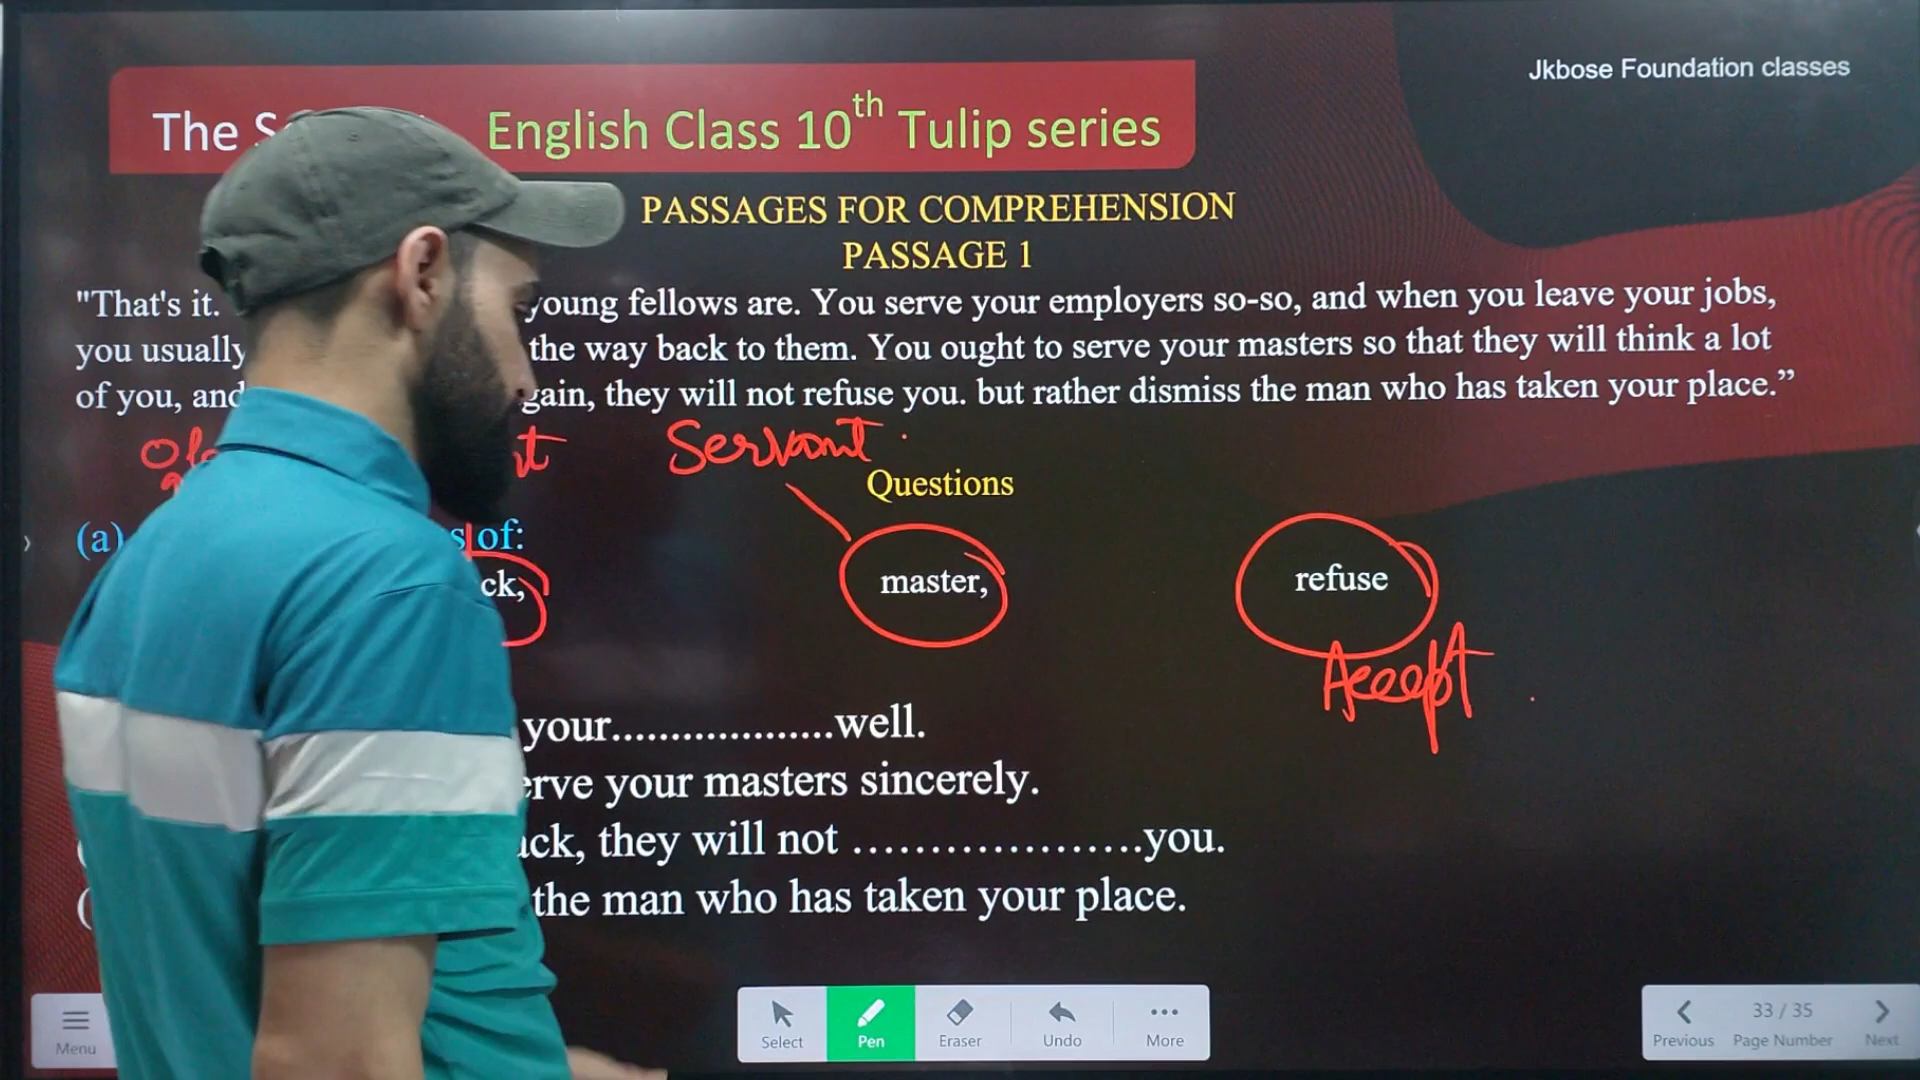 The English Class 10th Tulip series
Jkbose Foundation classes
PASSAGES FOR COMPREHENSION
PASSAGE 1
"That's it. young fellows are. You serve your employers so-so, and when you leave your jobs,
you usually the way back to them. You ought to serve your masters so that they will think a lot
of you, and gain, they will not refuse you. but rather dismiss the man who has taken your place.”
Servant
Questions
(a) s of:
ck, master, refuse
Accept
your..................well.
erve your masters sincerely.
ack, they will not ...................you.
the man who has taken your place.
Menu
Select Pen Eraser Undo More
33 / 35
Previous Page Number Next